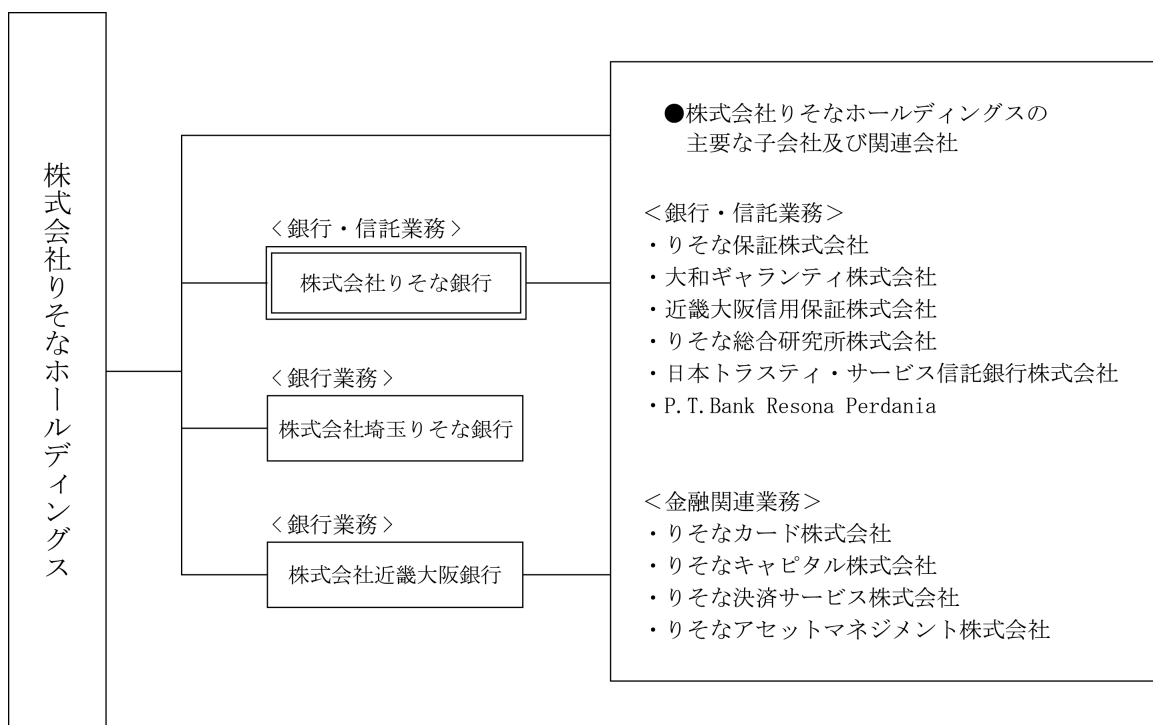 株式会社りそなホールディングス
<銀行・信託業務>
株式会社りそな銀行
<銀行業務>
株式会社埼玉りそな銀行
<銀行業務>
株式会社近畿大阪銀行
●株式会社りそなホールディングスの
主要な子会社及び関連会社
<銀行・信託業務>
・りそな保証株式会社
・大和ギャランティ株式会社
・近畿大阪信用保証株式会社
・りそな総合研究所株式会社
・日本トラスティ・サービス信託銀行株式会社
・P.T.Bank Resona Perdania
<金融関連業務>
・りそなカード株式会社
・りそなキャピタル株式会社
・りそな決済サービス株式会社
・りそなアセットマネジメント株式会社